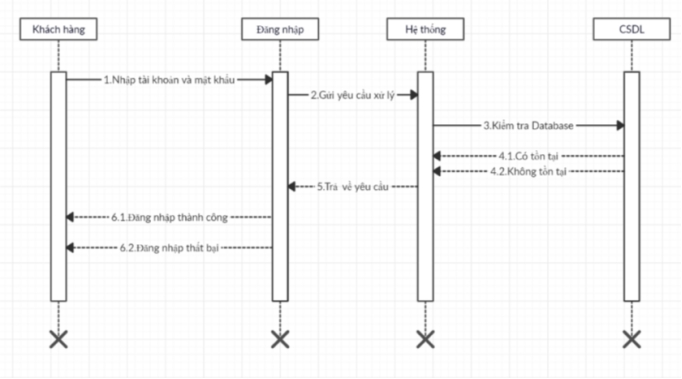 Khách hàng
Đăng nhập
Hệ thống
CSDL
1.Nhập tài khoản và mật khẩu
2.Gửi yêu cầu xử lý
3.Kiểm tra Database
4.1.Có tồn tại
4.2.Không tồn tại
5.Trả về yêu cầu
6.1.Đăng nhập thành công
6.2.Đăng nhập thất bại